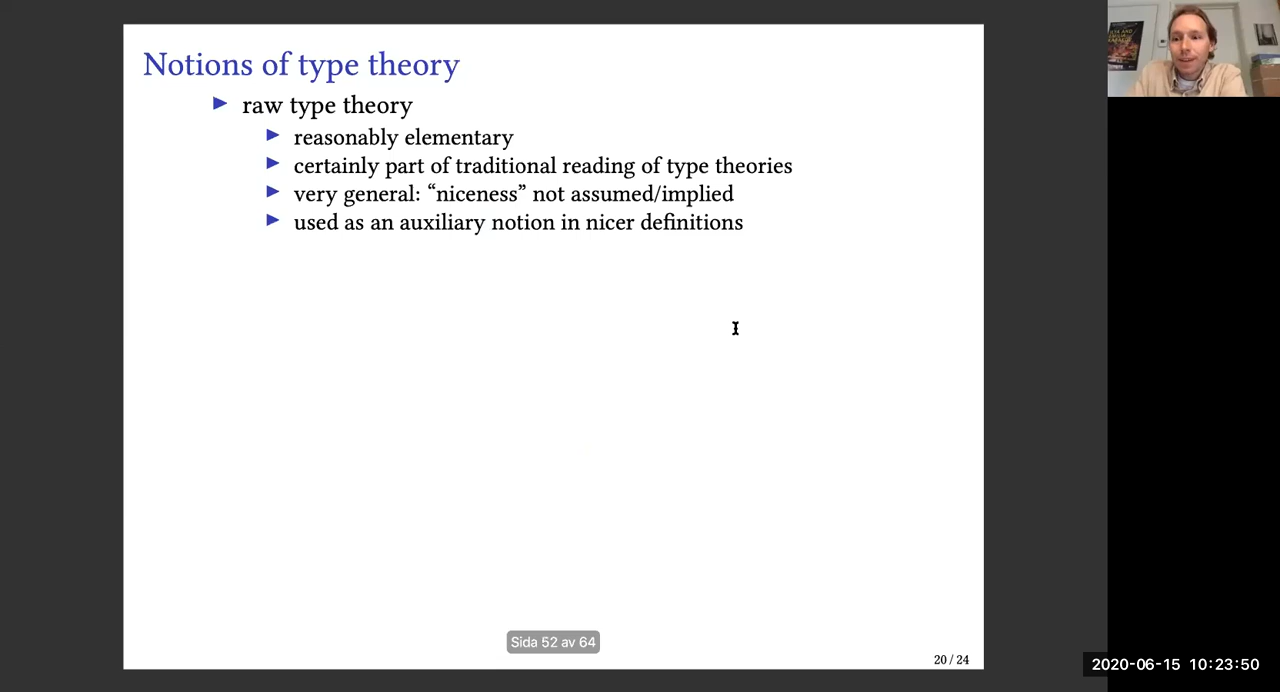 Notions of type theory
raw type theory
reasonably elementary
certainly part of traditional reading of type theories
very general: “niceness” not assumed/implied
used as an auxiliary notion in nicer definitions
Sida 52 av 64
20 / 24
2020-06-15 10:23:50